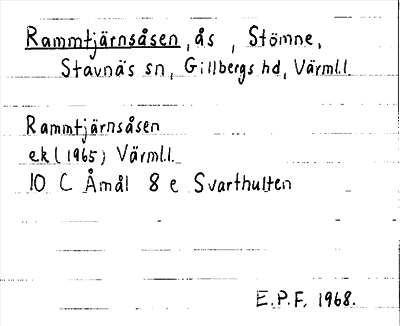 Rammtjärnsåsen, ås, Stömne,
Stavnäs sn, Gillbergs hd, Värml.l.
Rammtjärnsåsen
ek (1965) Värml.l.
10 C Åmål 8 e Svarthulten
E.P.F. 1968.